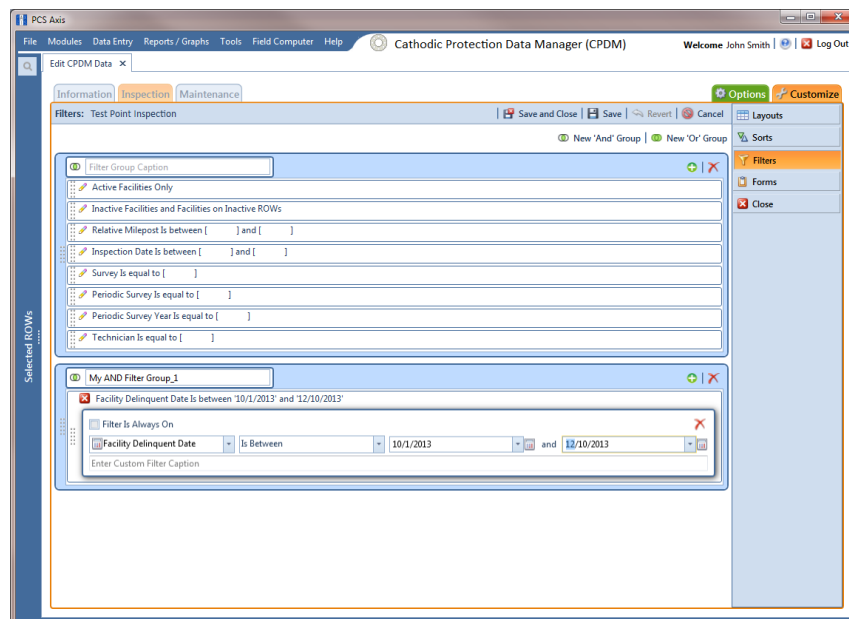 PCS Axis
File Modules Data Entry Reports / Graphs Tools Field Computer Help Cathodic Protection Data Manager (CPDM) Welcome John Smith | | Log Out
Edit CPDM Data ×
Information Inspection Maintenance Options Customize
Filters: Test Point Inspection | Save and Close | Save | Revert | Cancel
Layouts
New 'And' Group | New 'Or' Group
Sorts
Filters
Forms
Close
Filter Group Caption
Active Facilities Only
Inactive Facilities and Facilities on Inactive ROWs
Relative Milepost Is between [ ] and [ ]
Inspection Date Is between [ ] and [ ]
Survey Is equal to [ ]
Periodic Survey Is equal to [ ]
Periodic Survey Year Is equal to [ ]
Technician Is equal to [ ]
Selected ROWs
My AND Filter Group_1
Facility Delinquent Date Is between '10/1/2013' and '12/10/2013'
Filter Is Always On
Facility Delinquent Date Is Between 10/1/2013 and 12/10/2013
Enter Custom Filter Caption